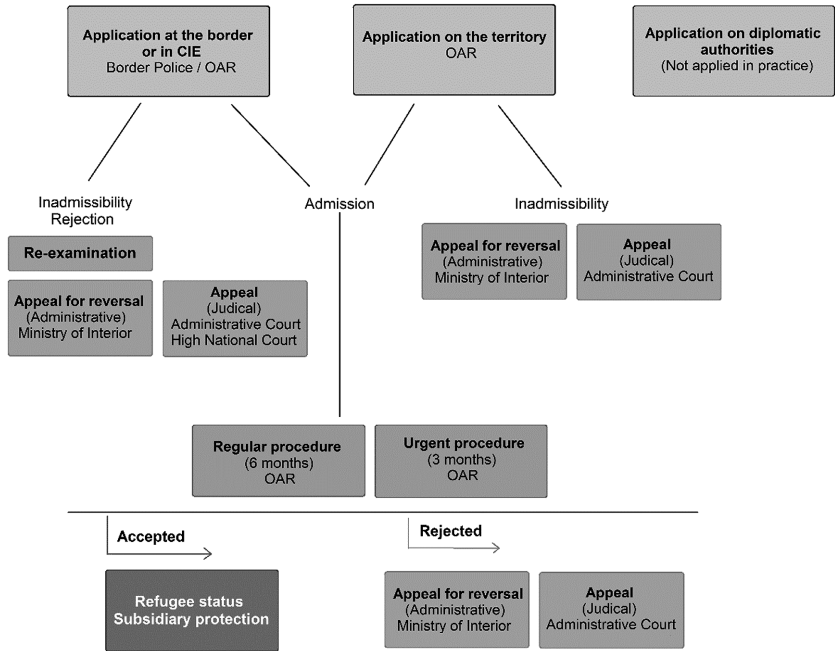 Application at the border
or in CIE
Border Police / OAR
Application on the territory
OAR
Application on diplomatic
authorities
(Not applied in practice)
Inadmissibility
Rejection
Admission
Inadmissibility
Re-examination
Appeal for reversal
(Administrative)
Ministry of Interior
Appeal
(Judical)
Administrative Court
High National Court
Appeal for reversal
(Administrative)
Ministry of Interior
Appeal
(Judical)
Administrative Court
Regular procedure
(6 months)
OAR
Urgent procedure
(3 months)
OAR
Accepted
Rejected
Refugee status
Subsidiary protection
Appeal for reversal
(Administrative)
Ministry of Interior
Appeal
(Judical)
Administrative Court